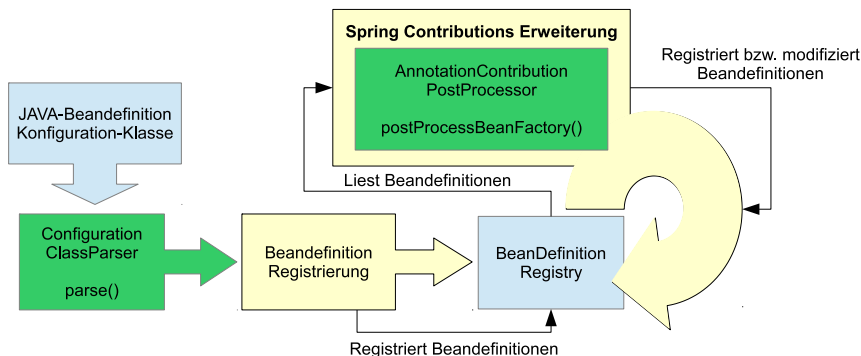 Spring Contributions Erweiterung
AnnotationContribution
PostProcessor
postProcessBeanFactory()
Registriert bzw. modifiziert
Beandefinitionen
JAVA-Beandefinition
Konfiguration-Klasse
Liest Beandefinitionen
Configuration
ClassParser
parse()
Beandefinition
Registrierung
BeanDefinition
Registry
Registriert Beandefinitionen